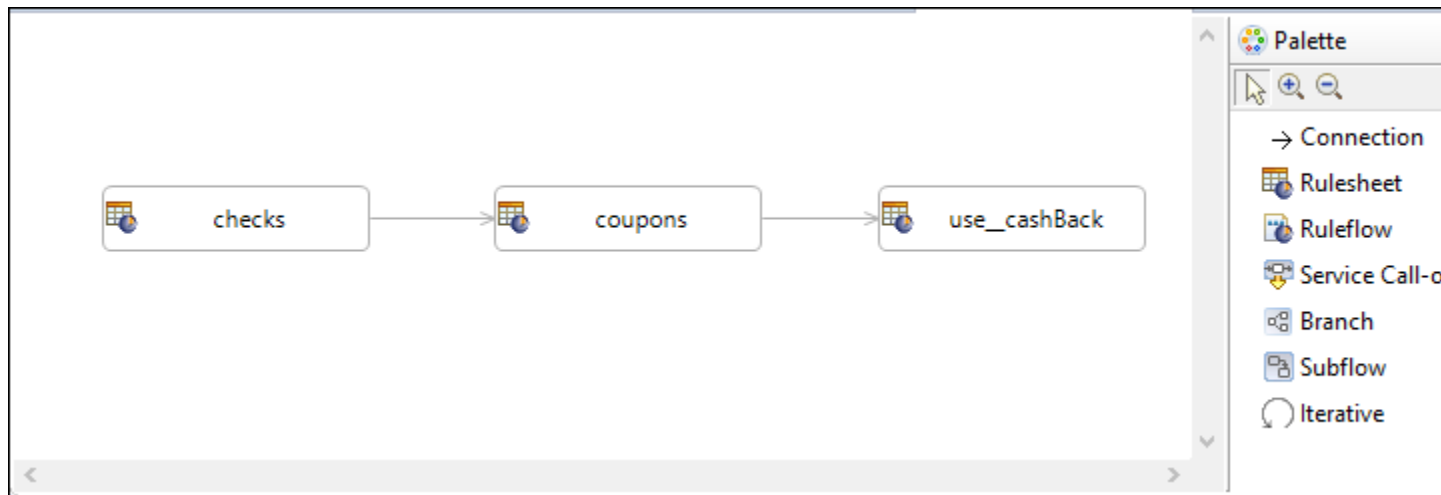 checks
coupons
use__cashBack
Palette
Connection
Rulesheet
Ruleflow
Service Call-o
Branch
Subflow
Iterative